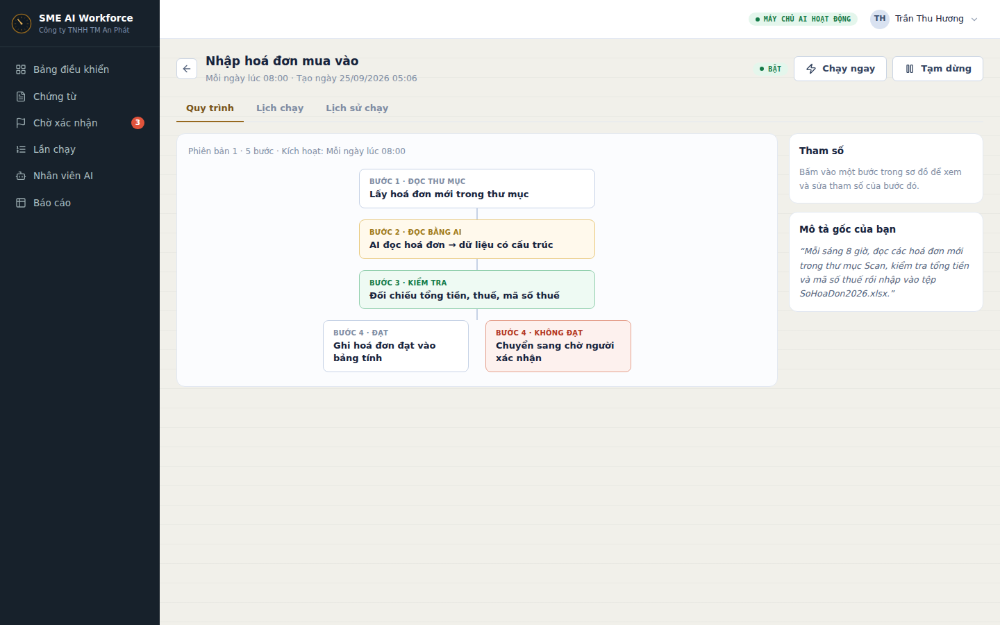 SME AI Workforce
Công ty TNHH TM An Phát
Bảng điều khiển
Chứng từ
Chờ xác nhận
3
Lần chạy
Nhân viên AI
Báo cáo
MÁY CHỦ AI HOẠT ĐỘNG
TH
Trần Thu Hương
Nhập hoá đơn mua vào
Mỗi ngày lúc 08:00 · Tạo ngày 25/09/2026 05:06
BẬT
Chạy ngay
Tạm dừng
Quy trình
Lịch chạy
Lịch sử chạy
Phiên bản 1 · 5 bước · Kích hoạt: Mỗi ngày lúc 08:00
BƯỚC 1 · ĐỌC THƯ MỤC
Lấy hoá đơn mới trong thư mục
BƯỚC 2 · ĐỌC BẰNG AI
AI đọc hoá đơn → dữ liệu có cấu trúc
BƯỚC 3 · KIỂM TRA
Đối chiếu tổng tiền, thuế, mã số thuế
BƯỚC 4 · ĐẠT
Ghi hoá đơn đạt vào
bảng tính
BƯỚC 4 · KHÔNG ĐẠT
Chuyển sang chờ người
xác nhận
Tham số
Bấm vào một bước trong sơ đồ để xem
và sửa tham số của bước đó.
Mô tả gốc của bạn
“Mỗi sáng 8 giờ, đọc các hoá đơn mới
trong thư mục Scan, kiểm tra tổng tiền
và mã số thuế rồi nhập vào tệp
SoHoaDon2026.xlsx.”